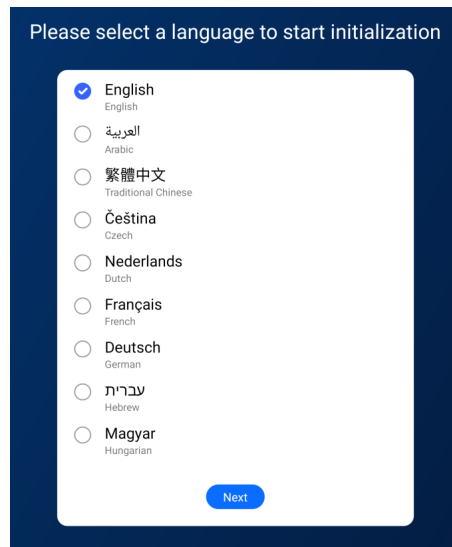 Please select a language to start initialization
English
English
العربية
Arabic
繁體中文
Traditional Chinese
Čeština
Czech
Nederlands
Dutch
Français
French
Deutsch
German
עברית
Hebrew
Magyar
Hungarian
Next